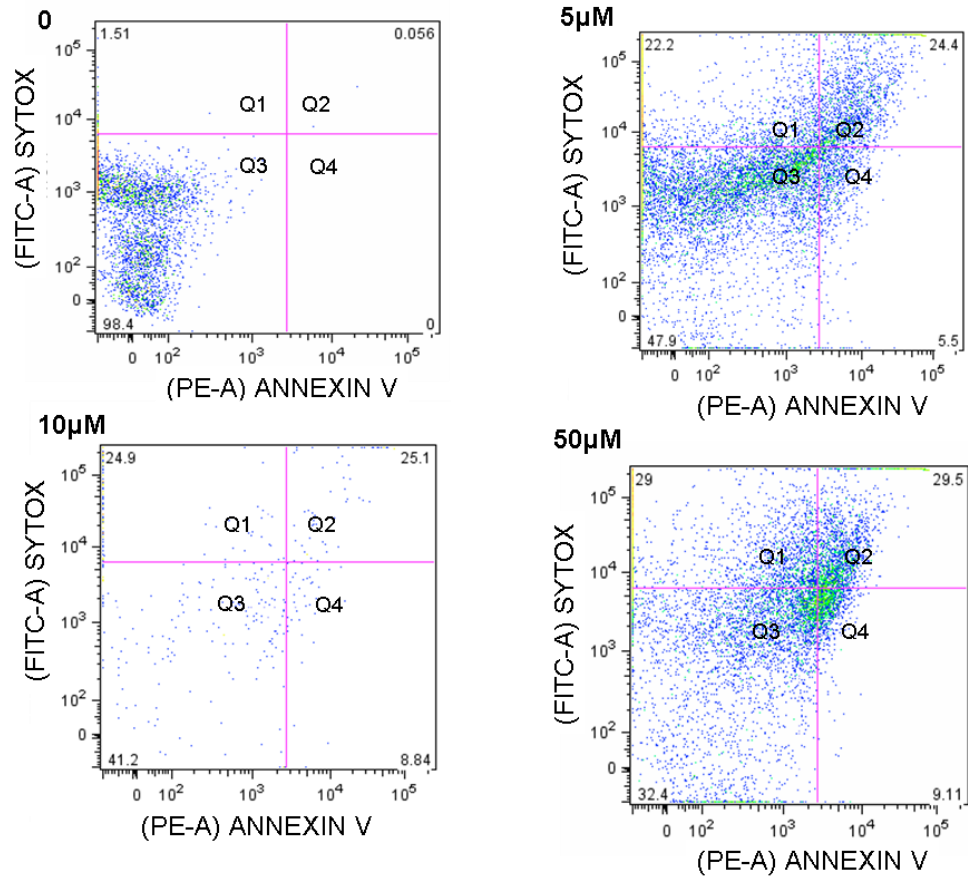 0
1.51 0.056
10⁵
10⁴
10³
10²
0
Q1 Q2
Q3 Q4
98.4 0
0 10² 10³ 10⁴ 10⁵
(FITC-A) SYTOX
(PE-A) ANNEXIN V
5µM
22.2 24.4
10⁵
10⁴
10³
10²
0
Q1 Q2
Q3 Q4
47.9 5.5
0 10² 10³ 10⁴ 10⁵
(FITC-A) SYTOX
(PE-A) ANNEXIN V
10µM
24.9 25.1
10⁵
10⁴
10³
10²
0
Q1 Q2
Q3 Q4
41.2 8.84
0 10² 10³ 10⁴ 10⁵
(FITC-A) SYTOX
(PE-A) ANNEXIN V
50µM
29 29.5
10⁵
10⁴
10³
10²
0
Q1 Q2
Q3 Q4
32.4 9.11
0 10² 10³ 10⁴ 10⁵
(FITC-A) SYTOX
(PE-A) ANNEXIN V